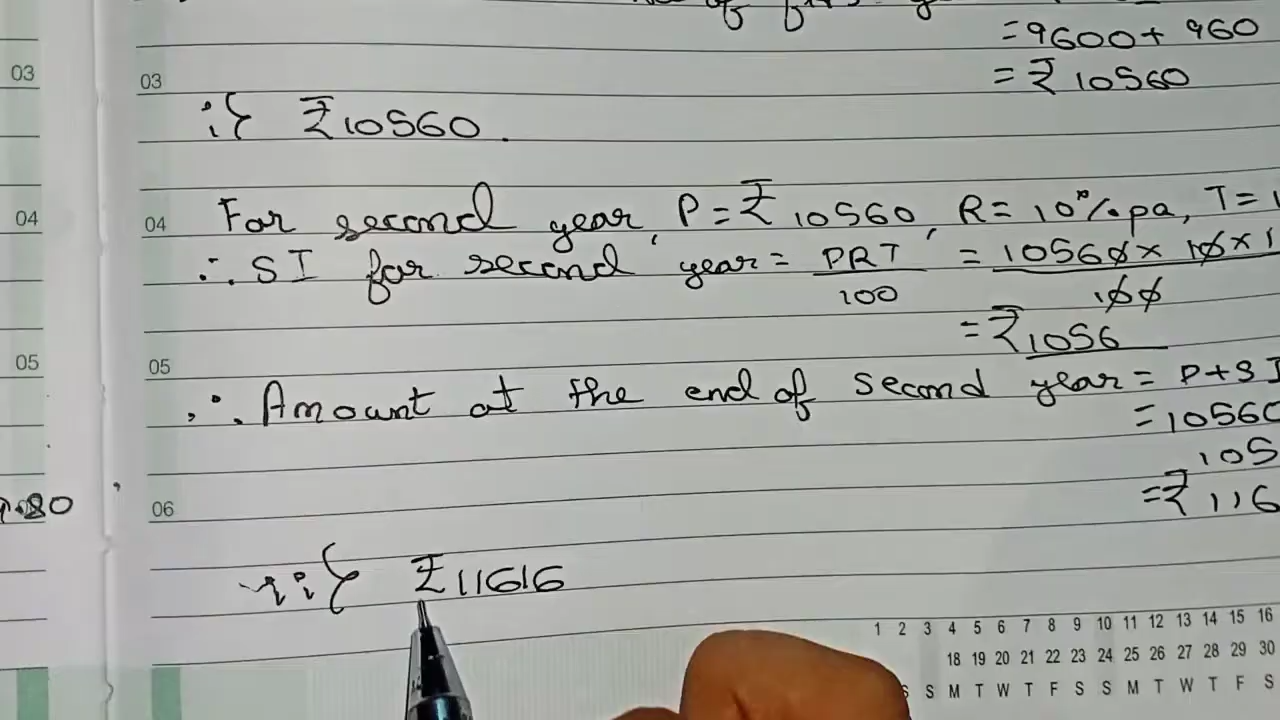 = 9600 + 960
03
03
= ₹ 10560
i} ₹10560.
04
04
For second year, P = ₹ 10560, R = 10% pa, T = 1
∴ SI for second year = PRT/100 = 10560 × 10 × 1/100
= ₹ 1056
05
05
∴ Amount at the end of second year = P + SI
= 10560
105
= ₹ 116
.80
06
ii} ₹11616
1 2 3 4 5 6 7 8 9 10 11 12 13 14 15 16
18 19 20 21 22 23 24 25 26 27 28 29 30
S S M T W T F S S M T W T F S